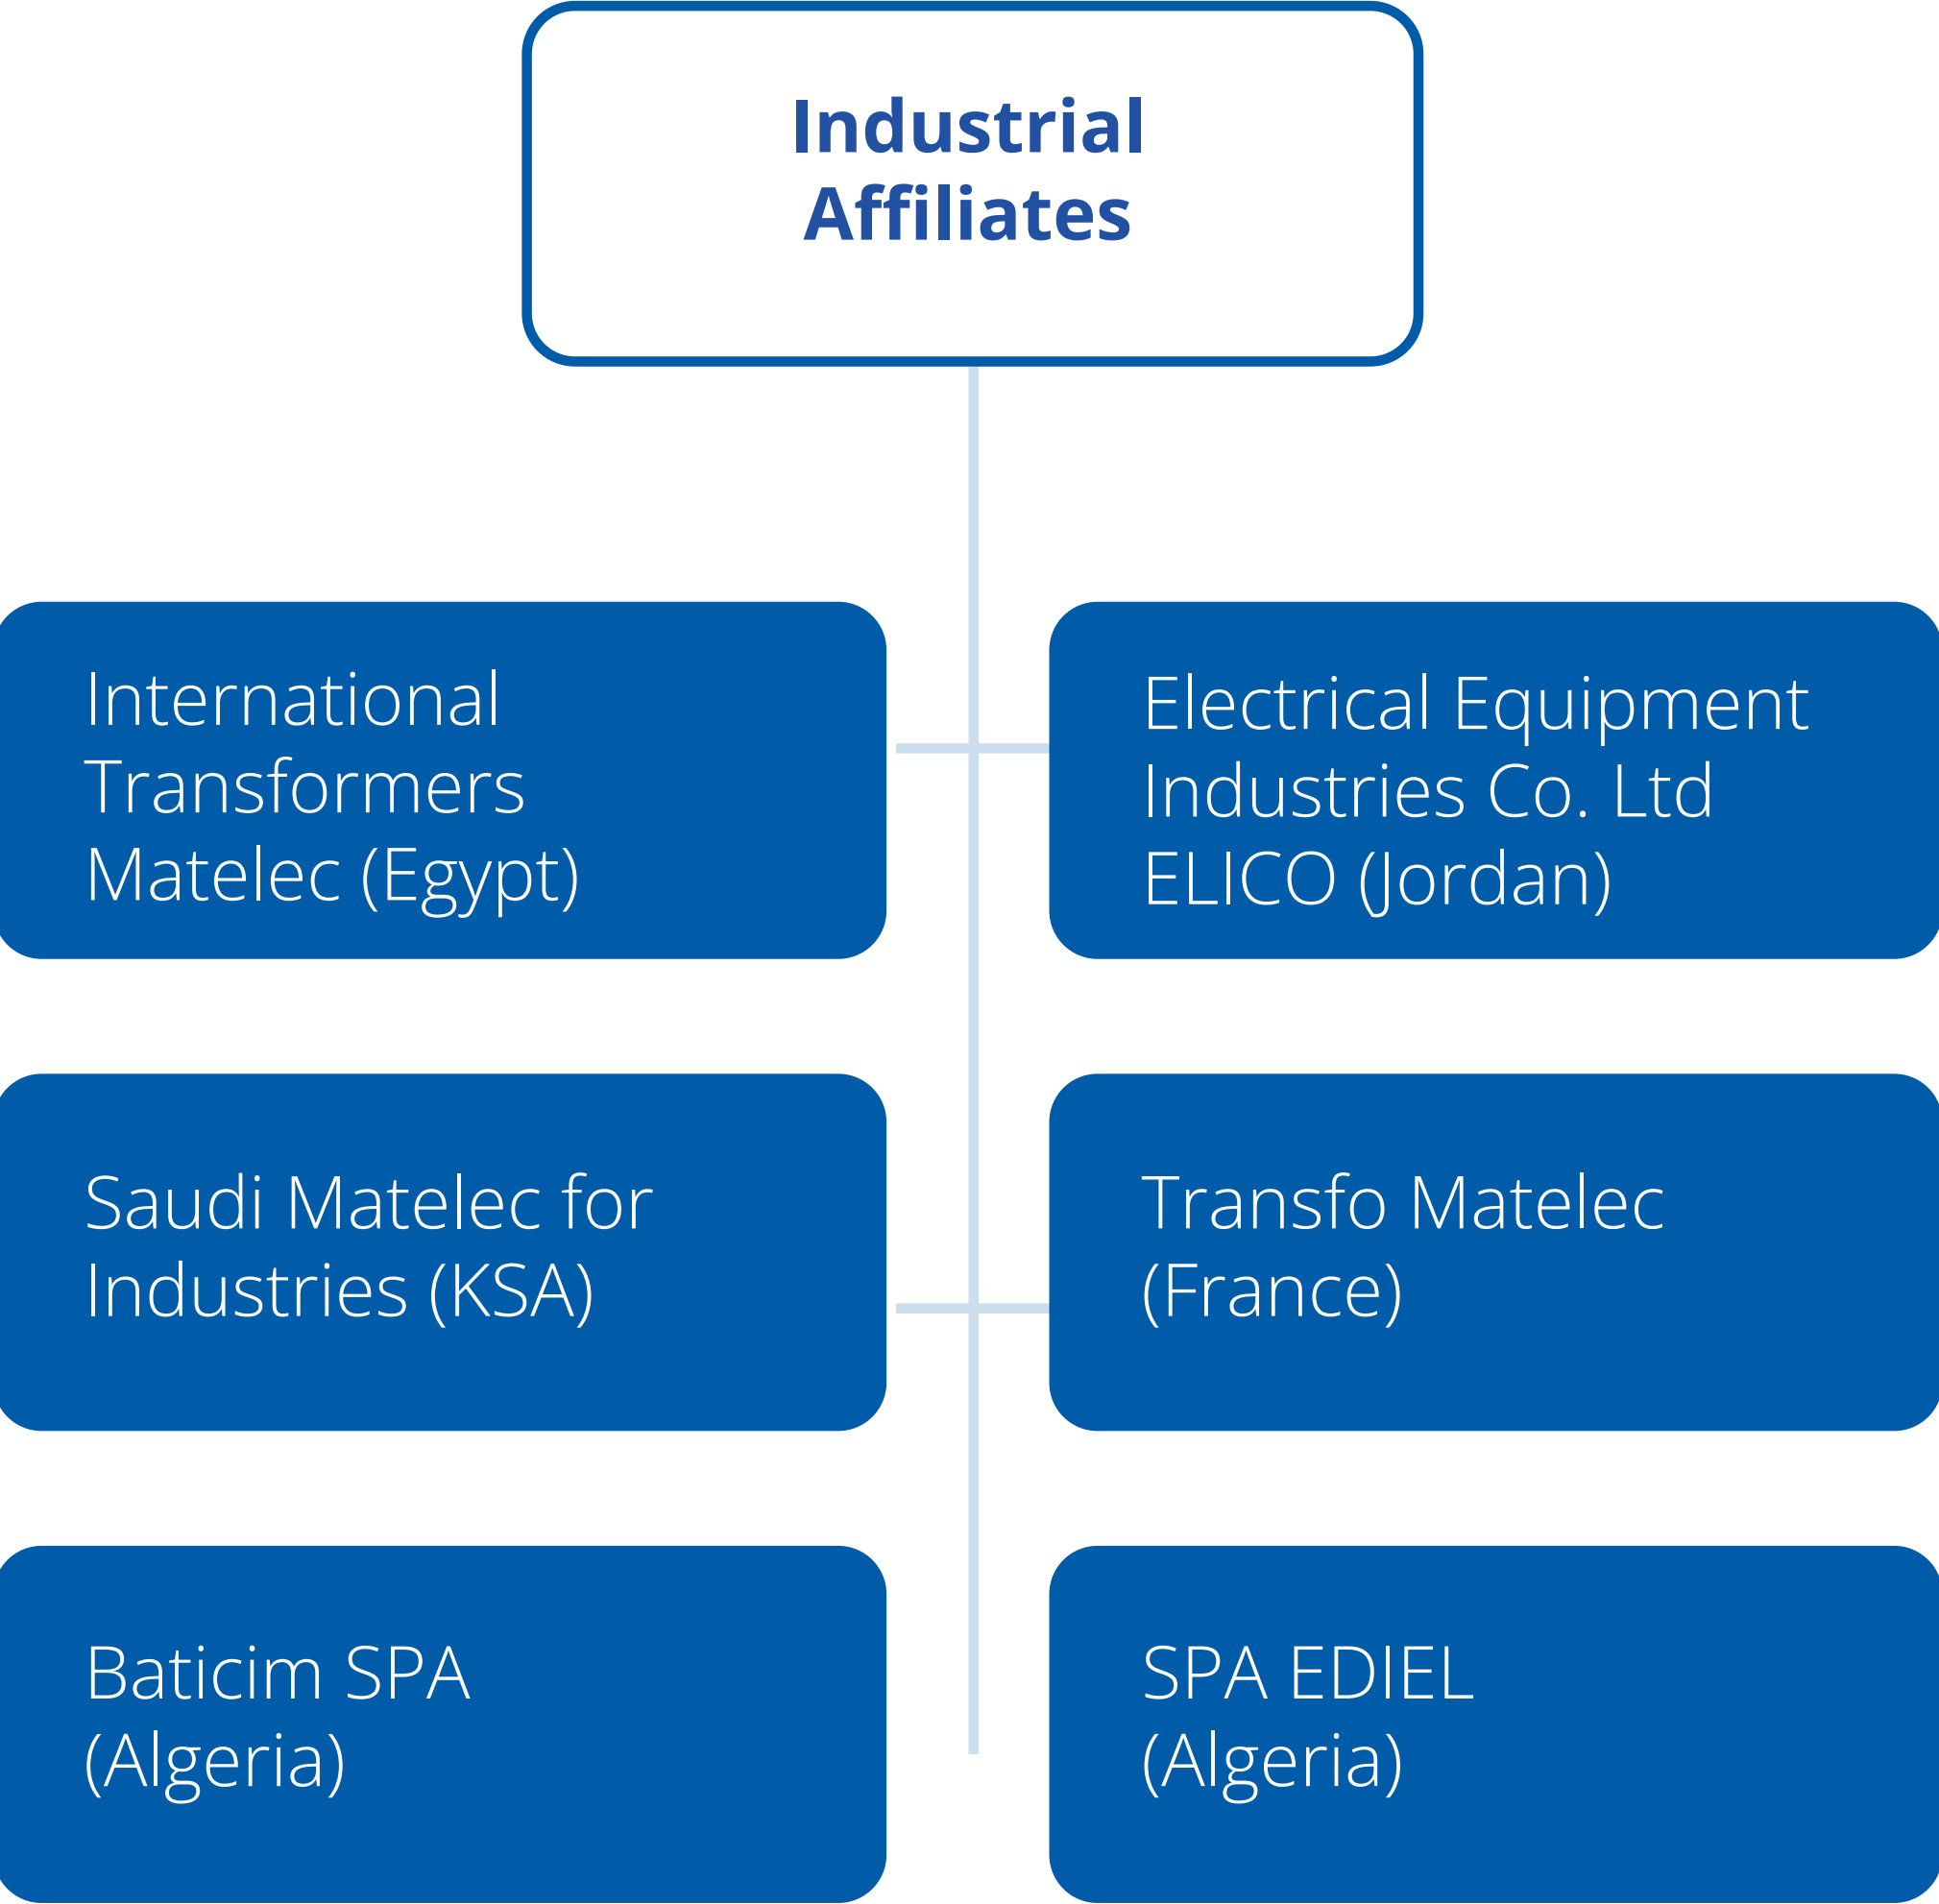 Industrial
Affiliates
International
Transformers
Matelec (Egypt)
Electrical Equipment
Industries Co. Ltd
ELICO (Jordan)
Saudi Matelec for
Industries (KSA)
Transfo Matelec
(France)
Baticim SPA
(Algeria)
SPA EDIEL
(Algeria)